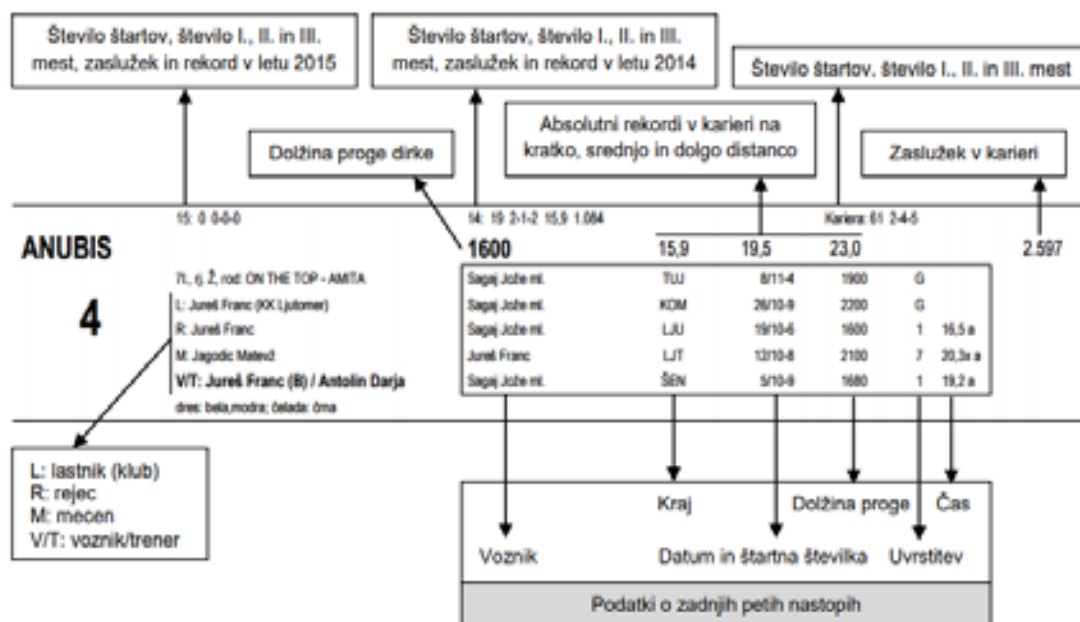 Število štartov, število I., II. in III.
mest, zaslužek in rekord v letu 2015
Število štartov, število I., II. in III.
mest, zaslužek in rekord v letu 2014
Število štartov, število I., II. in III. mest
Dolžina proge dirke
Absolutni rekordi v karieri na
kratko, srednjo in dolgo distanco
Zaslužek v karieri
15: 0 0-0-0
14: 19 2-1-2 15,9 1.084
Kariera: 61 2-4-5
ANUBIS
1600
15,9 19,5 23,0 2.597
7l., rj. Ž, rod: ON THE TOP - AMITA
Sagaj Jože ml. TLU 8/11-4 1900 G
4
L: Jureš Franc (KK Ljutomer)
Sagaj Jože ml. KOM 26/10-9 2200 G
R: Jureš Franc
Sagaj Jože ml. LJU 19/10-6 1600 1 16,5 a
M: Jagodic Matevž
Jureš Franc LJT 12/10-8 2100 7 20,3x a
V/T: Jureš Franc (B) / Antolin Darja
Sagaj Jože ml. ŠEN 5/10-9 1680 1 19,2 a
dres: bela,modra; čelada: črna
L: lastnik (klub)
R: rejec
M: mecen
V/T: voznik/trener
Kraj Dolžina proge Čas
Voznik Datum in štartna številka Uvrstitev
Podatki o zadnjih petih nastopih